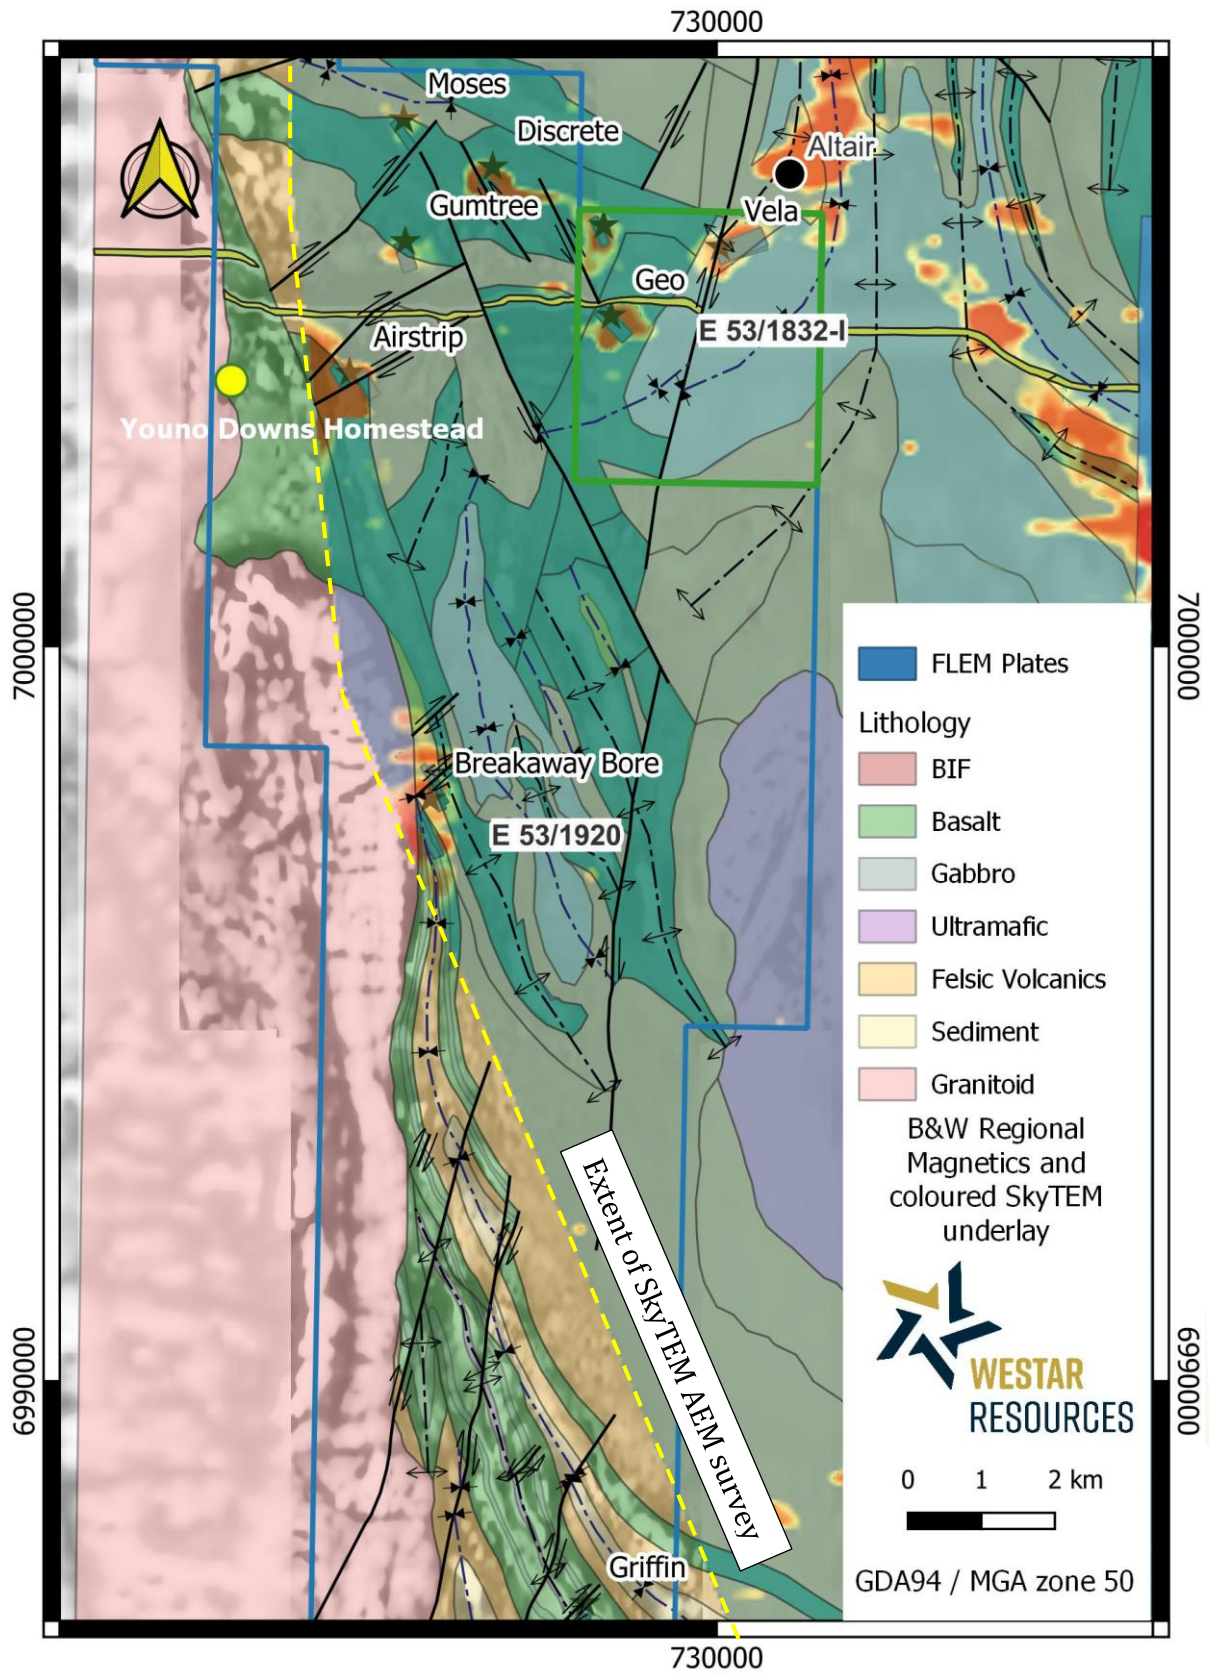 730000
Moses
Discrete
Altair
Gumtree
Vela
Geo
E 53/1832-I
Airstrip
Youno Downs Homestead
7000000
7000000
FLEM Plates
Lithology
BIF
Basalt
Gabbro
Ultramafic
Felsic Volcanics
Sediment
Granitoid
B&W Regional
Magnetics and
coloured SkyTEM
underlay
Breakaway Bore
E 53/1920
Extent of SkyTEM AEM survey
WESTAR
RESOURCES
6990000
6990000
0 1 2 km
GDA94 / MGA zone 50
Griffin
730000